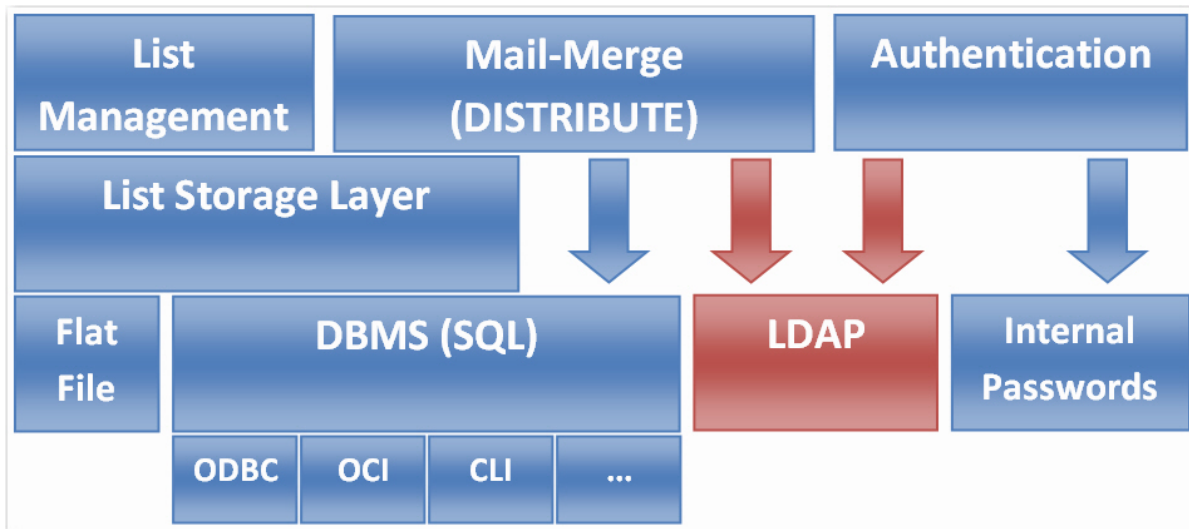 List
Management
Mail-Merge
(DISTRIBUTE)
Authentication
List Storage Layer
Flat
File
DBMS (SQL)
LDAP
Internal
Passwords
ODBC
OCI
CLI
...